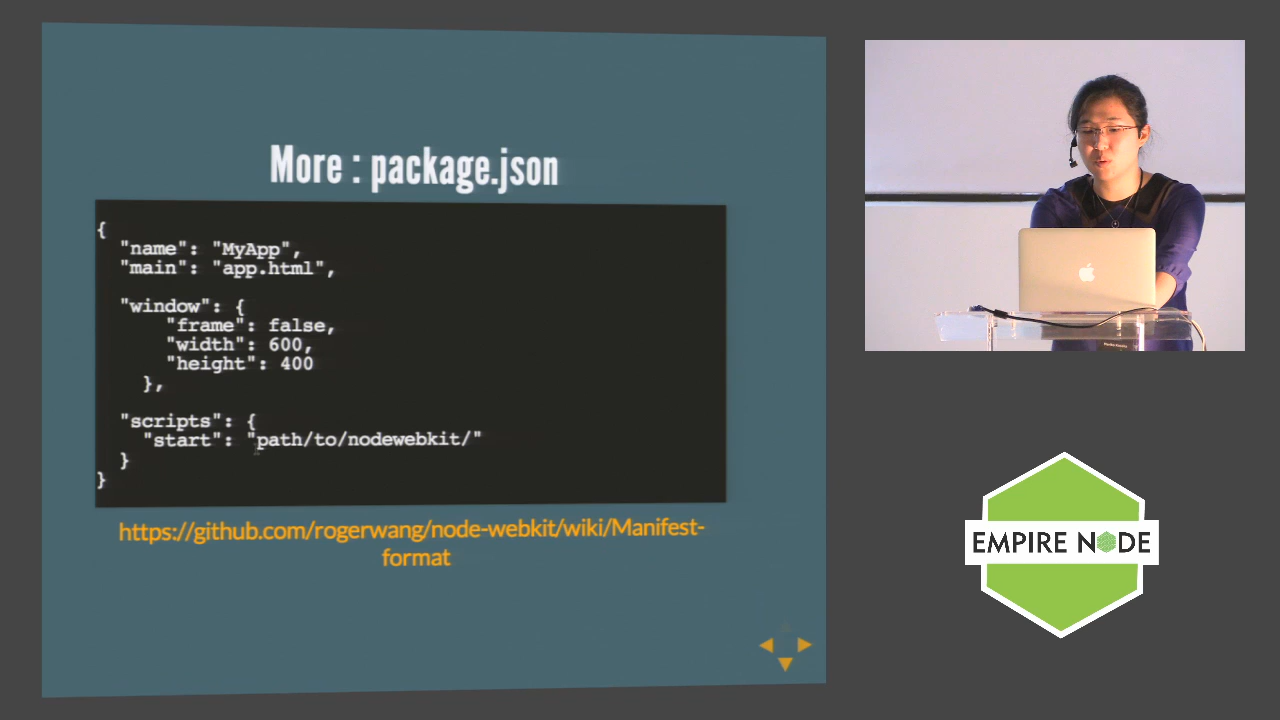 More : package.json
{
"name": "MyApp",
"main": "app.html",
"window": {
"frame": false,
"width": 600,
"height": 400
},
"scripts": {
"start": "path/to/nodewebkit/"
}
}
https://github.com/rogerwang/node-webkit/wiki/Manifest-
format
EMPIRE NODE